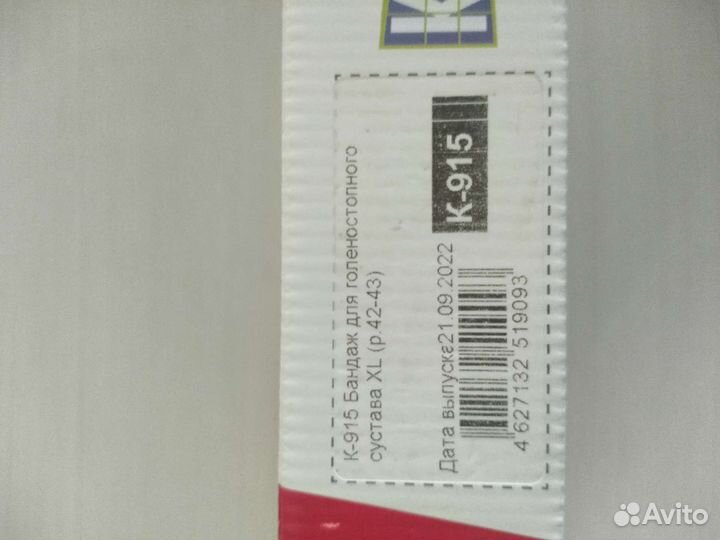 К-915 Бандаж для голеностопного
сустава XL (р.42-43)
Дата выпуска21.09.2022
4 627132 519093
К-915
Avito